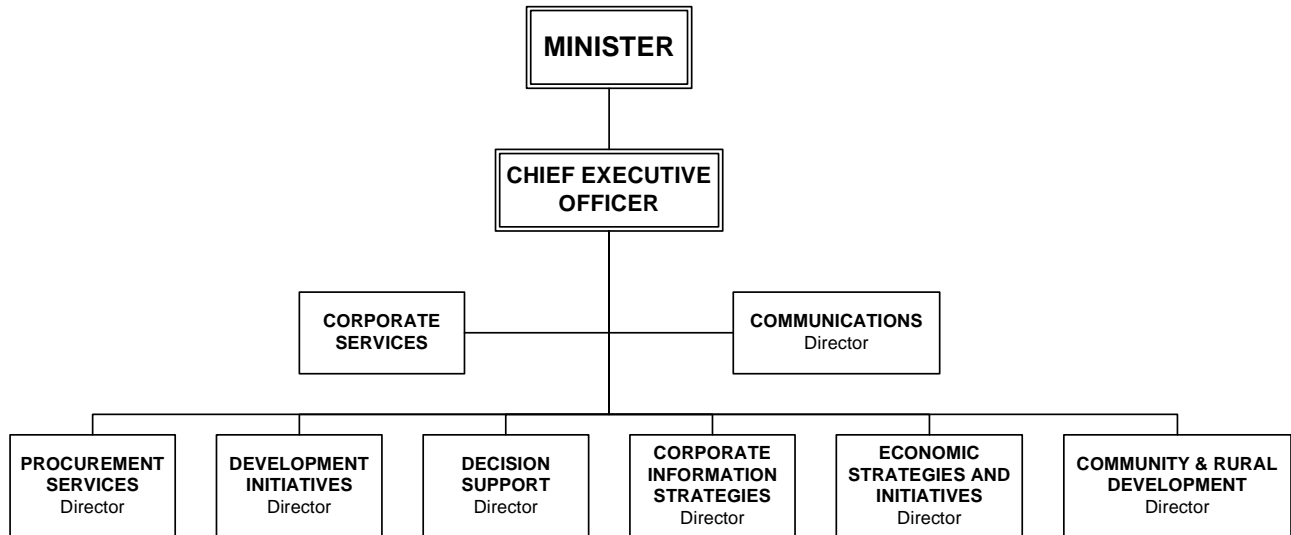 MINISTER
CHIEF EXECUTIVE
OFFICER
CORPORATE
SERVICES
COMMUNICATIONS
Director
PROCUREMENT
SERVICES
Director
DEVELOPMENT
INITIATIVES
Director
DECISION
SUPPORT
Director
CORPORATE
INFORMATION
STRATEGIES
Director
ECONOMIC
STRATEGIES AND
INITIATIVES
Director
COMMUNITY & RURAL
DEVELOPMENT
Director